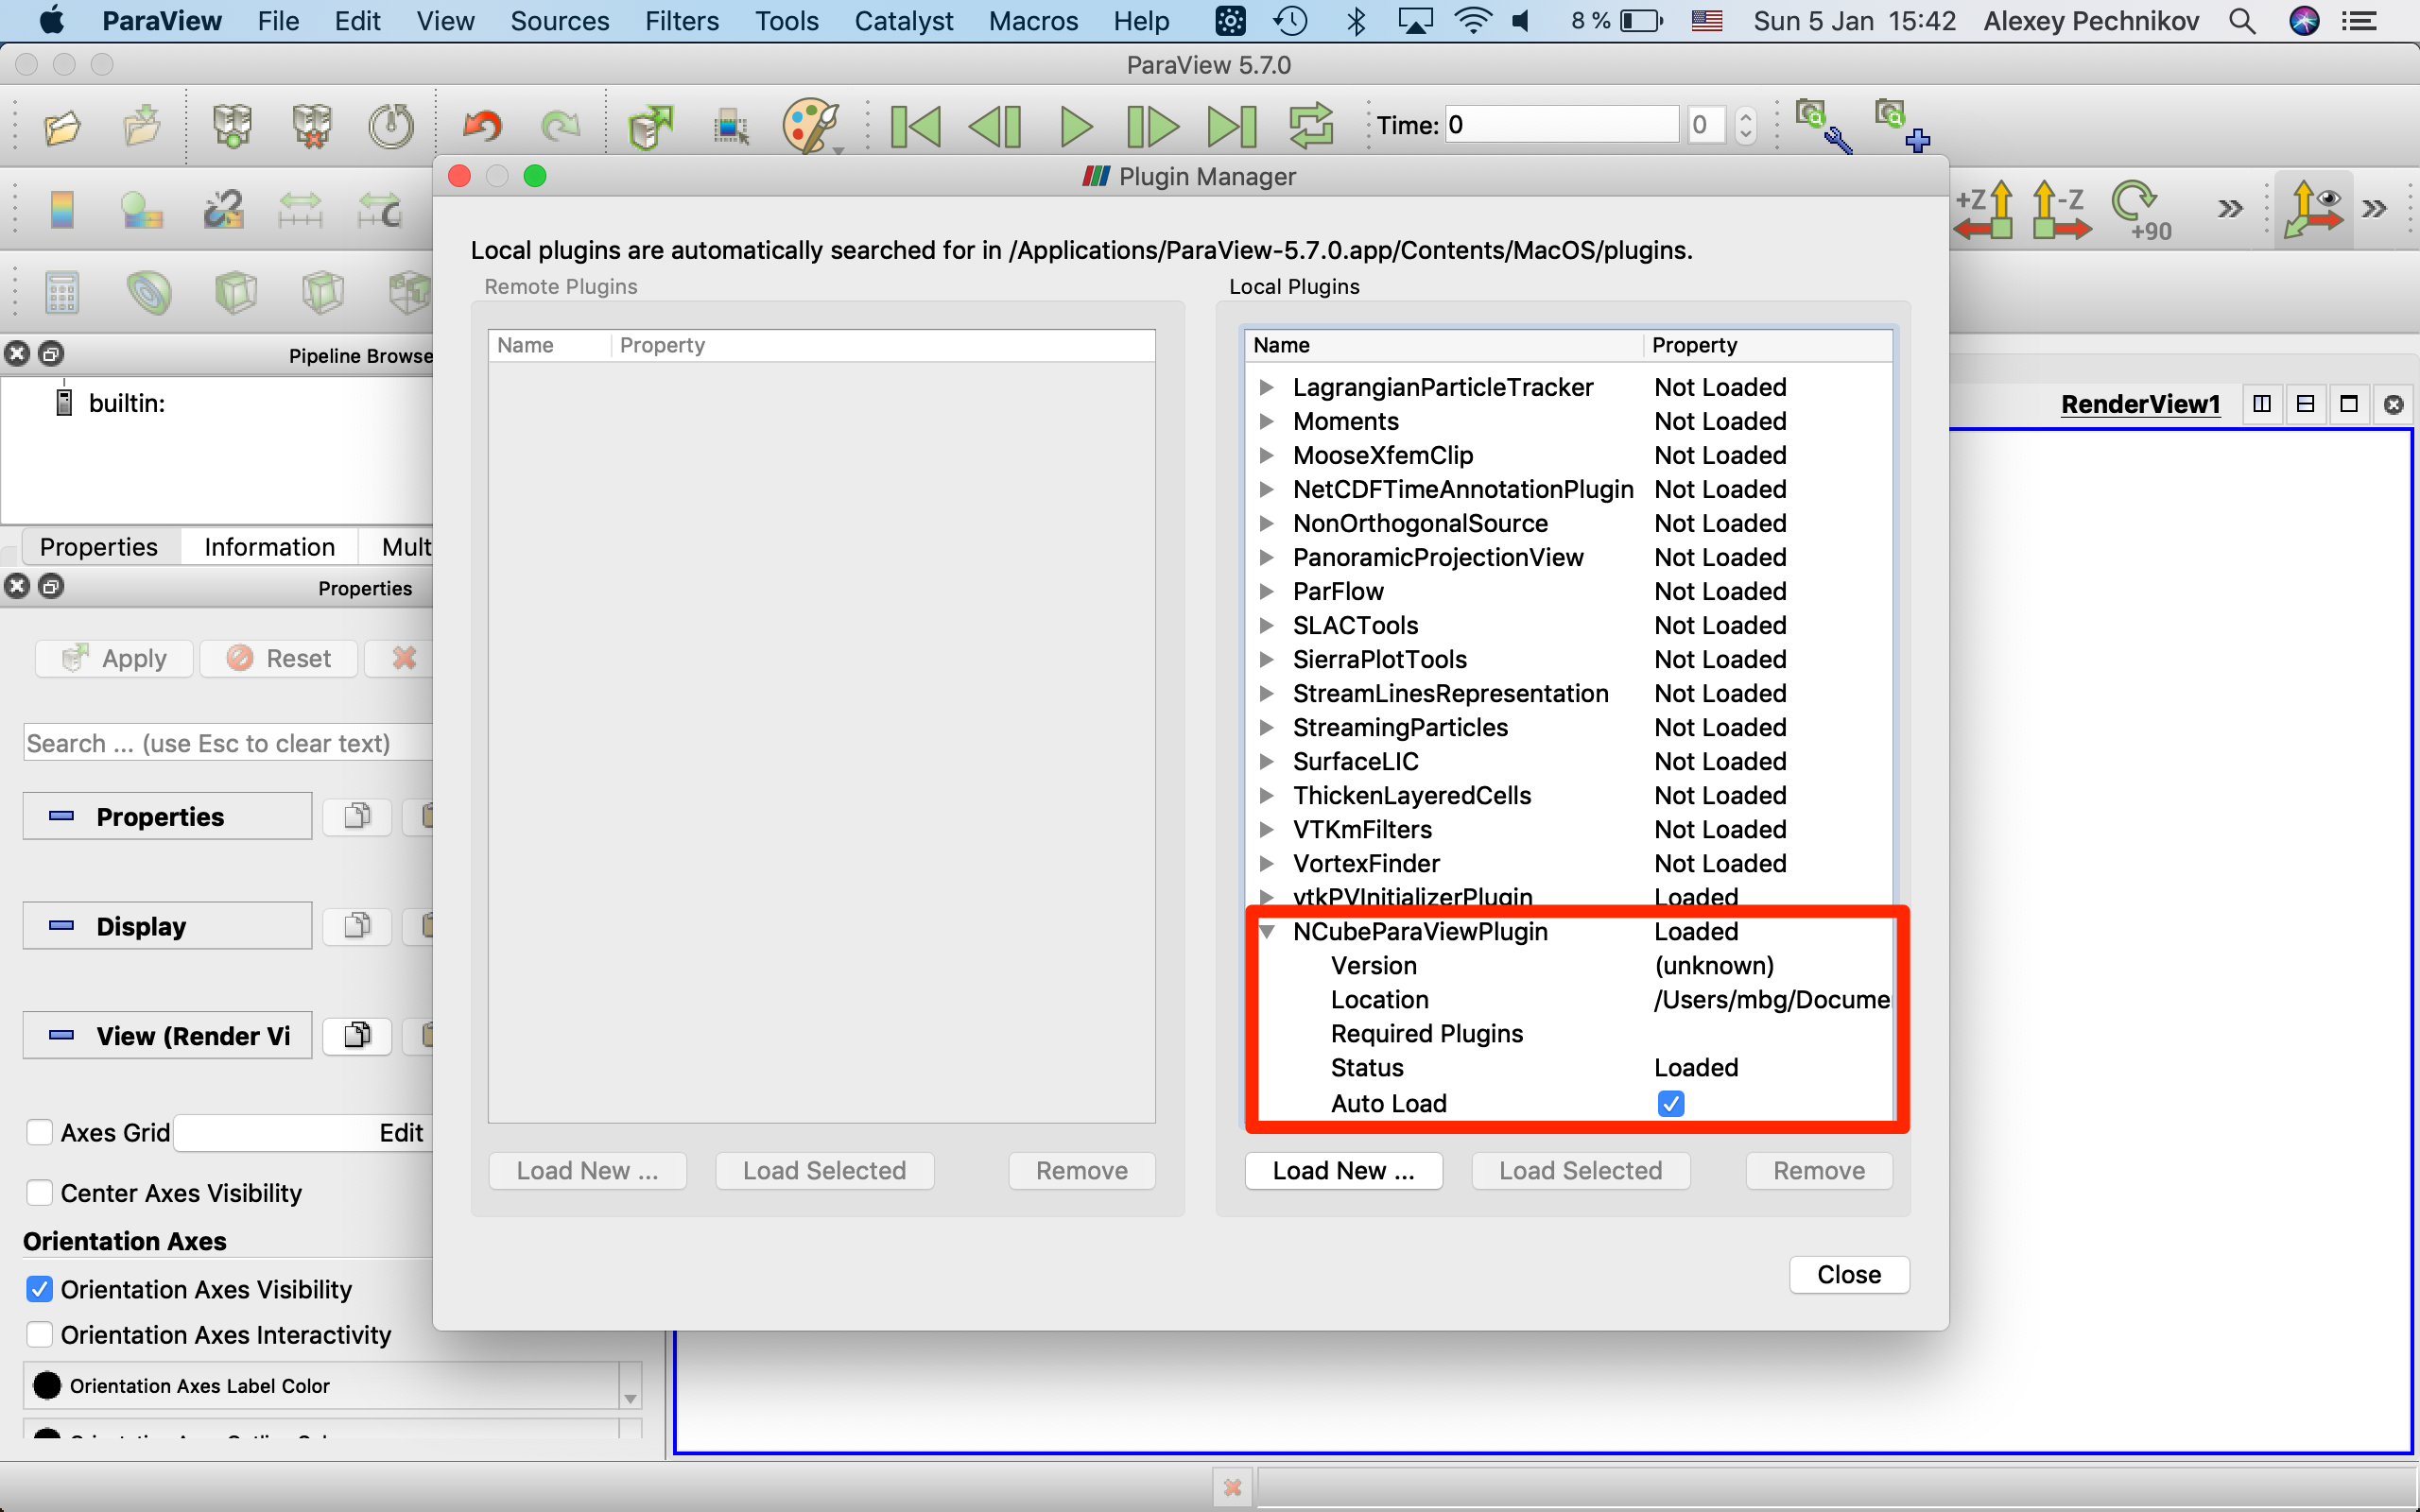 ParaView File Edit View Sources Filters Tools Catalyst Macros Help 8 % Sun 5 Jan 15:42 Alexey Pechnikov
ParaView 5.7.0
Time: 0 0
Plugin Manager
+Z -Z +90
Local plugins are automatically searched for in /Applications/ParaView-5.7.0.app/Contents/MacOS/plugins.
Remote Plugins
Name Property
Load New ... Load Selected Remove
Local Plugins
Name Property
LagrangianParticleTracker Not Loaded
Moments Not Loaded
MooseXfemClip Not Loaded
NetCDFTimeAnnotationPlugin Not Loaded
NonOrthogonalSource Not Loaded
PanoramicProjectionView Not Loaded
ParFlow Not Loaded
SLACTools Not Loaded
SierraPlotTools Not Loaded
StreamLinesRepresentation Not Loaded
StreamingParticles Not Loaded
SurfaceLIC Not Loaded
ThickenLayeredCells Not Loaded
VTKmFilters Not Loaded
VortexFinder Not Loaded
vtkPVInitializerPlugin Loaded
NCubeParaViewPlugin Loaded
Version (unknown)
Location /Users/mbg/Docume
Required Plugins
Status Loaded
Auto Load
Load New ... Load Selected Remove
Close
Pipeline Browse
builtin:
Properties Information Mult
Properties
Apply Reset
Search ... (use Esc to clear text)
Properties
Display
View (Render Vi
Axes Grid Edit
Center Axes Visibility
Orientation Axes
Orientation Axes Visibility
Orientation Axes Interactivity
Orientation Axes Label Color
RenderView1